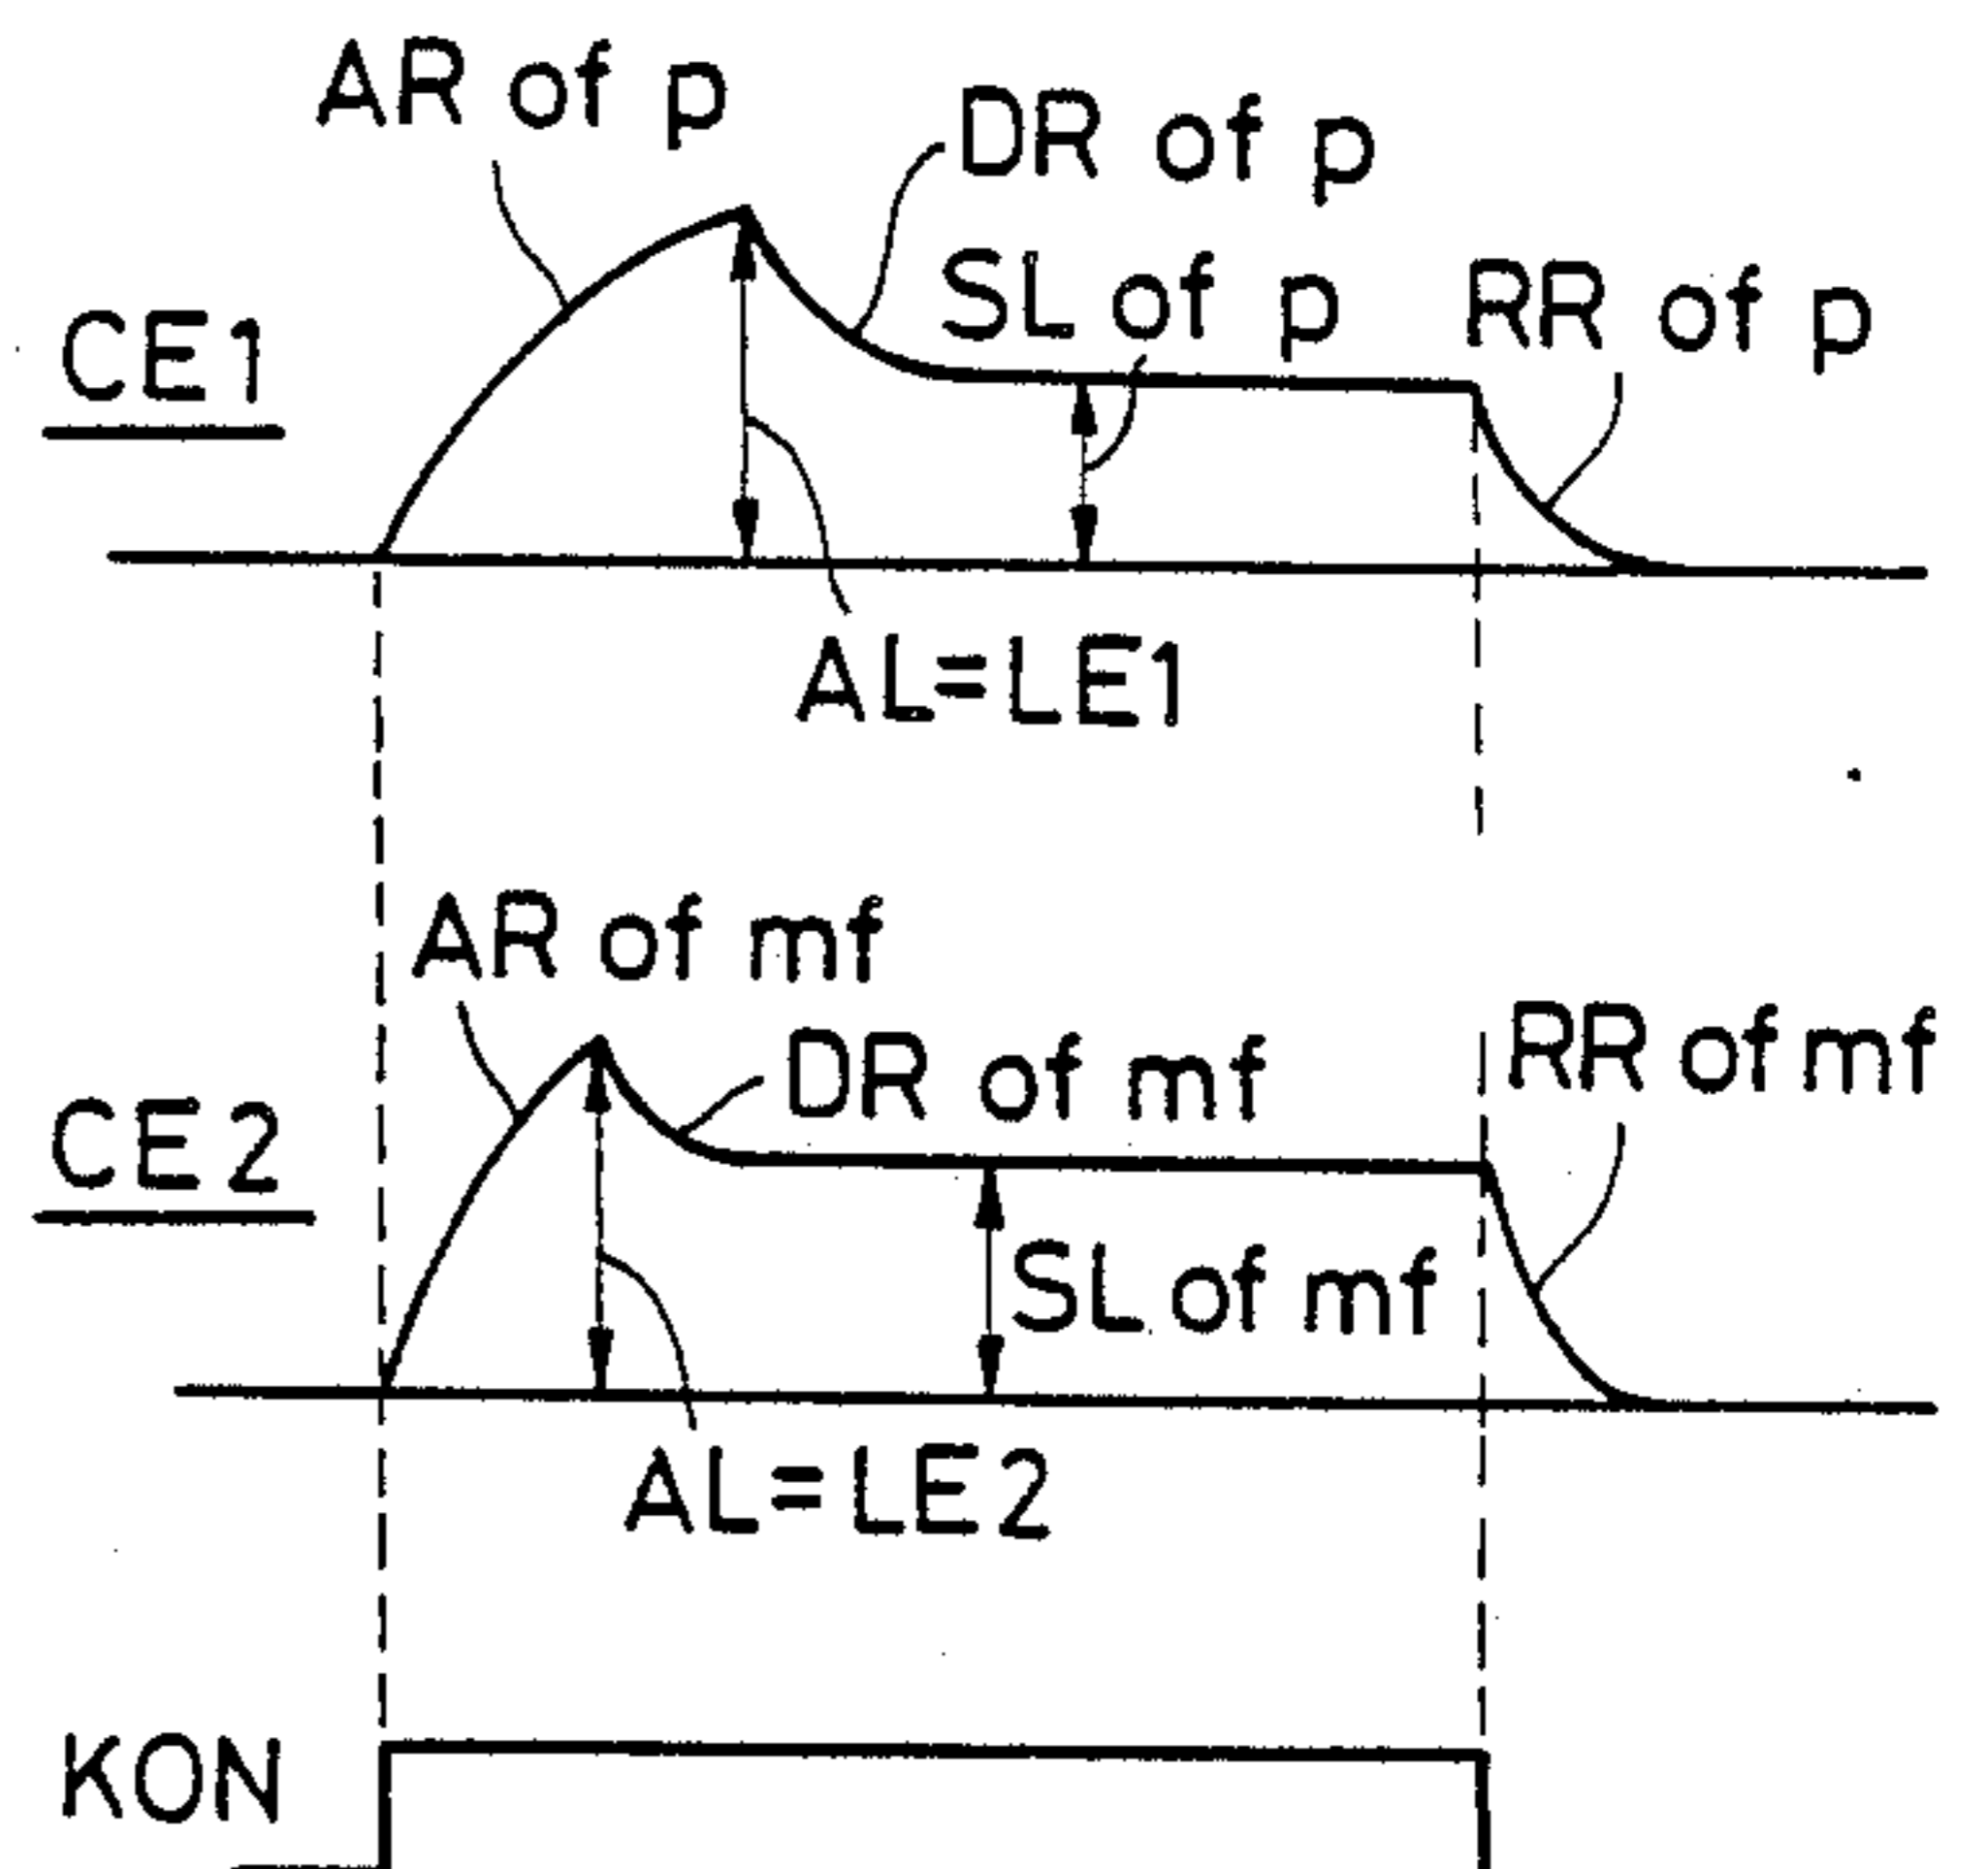 AR of p
DR of p
SL of p
RR of p
CE1
AL=LE1
AR of mf
DR of mf
RR of mf
CE2
SL of mf
AL=LE2
KON